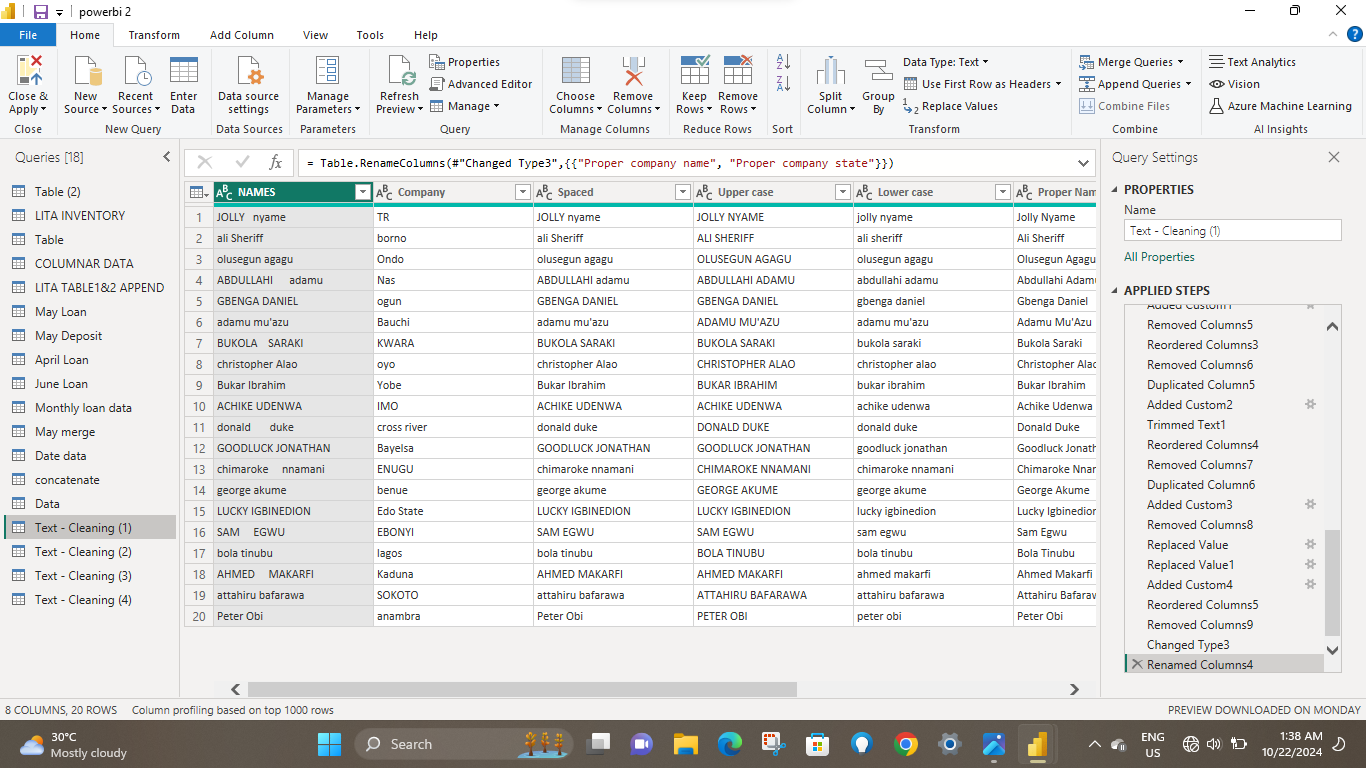 powerbi 2
File Home Transform Add Column View Tools Help
Close & Apply
Close
New Source
Recent Sources
Enter Data
New Query
Data source settings
Data Sources
Manage Parameters
Parameters
Refresh Preview
Properties
Advanced Editor
Manage
Query
Choose Columns
Remove Columns
Manage Columns
Keep Rows
Remove Rows
Reduce Rows
Sort
Split Column
Group By
Data Type: Text
Use First Row as Headers
Replace Values
Transform
Merge Queries
Append Queries
Combine Files
Combine
Text Analytics
Vision
Azure Machine Learning
AI Insights
Queries [18]
Table (2)
LITA INVENTORY
Table
COLUMNAR DATA
LITA TABLE1&2 APPEND
May Loan
May Deposit
April Loan
June Loan
Monthly loan data
May merge
Date data
concatenate
Data
Text - Cleaning (1)
Text - Cleaning (2)
Text - Cleaning (3)
Text - Cleaning (4)
fx = Table.RenameColumns(#"Changed Type3",{{"Proper company name", "Proper company state"}})
NAMES Company Spaced Upper case Lower case Proper Nam
1 JOLLY   nyame TR JOLLY nyame JOLLY NYAME jolly nyame Jolly Nyame
2 ali Sheriff borno ali Sheriff ALI SHERIFF ali sheriff Ali Sheriff
3 olusegun agagu Ondo olusegun agagu OLUSEGUN AGAGU olusegun agagu Olusegun Agagu
4 ABDULLAHI     adamu Nas ABDULLAHI adamu ABDULLAHI ADAMU abdullahi adamu Abdullahi Adam
5 GBENGA DANIEL ogun GBENGA DANIEL GBENGA DANIEL gbenga daniel Gbenga Daniel
6 adamu mu'azu Bauchi adamu mu'azu ADAMU MU'AZU adamu mu'azu Adamu Mu'Azu
7 BUKOLA   SARAKI KWARA BUKOLA SARAKI BUKOLA SARAKI bukola saraki Bukola Saraki
8 christopher Alao oyo christopher Alao CHRISTOPHER ALAO christopher alao Christopher Alao
9 Bukar Ibrahim Yobe Bukar Ibrahim BUKAR IBRAHIM bukar ibrahim Bukar Ibrahim
10 ACHIKE UDENWA IMO ACHIKE UDENWA ACHIKE UDENWA achike udenwa Achike Udenwa
11 donald     duke cross river donald duke DONALD DUKE donald duke Donald Duke
12 GOODLUCK JONATHAN Bayelsa GOODLUCK JONATHAN GOODLUCK JONATHAN goodluck jonathan Goodluck Jonath
13 chimaroke   nnamani ENUGU chimaroke nnamani CHIMAROKE NNAMANI chimaroke nnamani Chimaroke Nnar
14 george akume benue george akume GEORGE AKUME george akume George Akume
15 LUCKY IGBINEDION Edo State LUCKY IGBINEDION LUCKY IGBINEDION lucky igbinedion Lucky Igbinedior
16 SAM    EGWU EBONYI SAM EGWU SAM EGWU sam egwu Sam Egwu
17 bola tinubu lagos bola tinubu BOLA TINUBU bola tinubu Bola Tinubu
18 AHMED    MAKARFI Kaduna AHMED MAKARFI AHMED MAKARFI ahmed makarfi Ahmed Makarfi
19 attahiru bafarawa SOKOTO attahiru bafarawa ATTAHIRU BAFARAWA attahiru bafarawa Attahiru Bafarav
20 Peter Obi anambra Peter Obi PETER OBI peter obi Peter Obi
Query Settings
PROPERTIES
Name
Text - Cleaning (1)
All Properties
APPLIED STEPS
Added Custom1
Removed Columns5
Reordered Columns3
Removed Columns6
Duplicated Column5
Added Custom2
Trimmed Text1
Reordered Columns4
Removed Columns7
Duplicated Column6
Added Custom3
Removed Columns8
Replaced Value
Replaced Value1
Added Custom4
Reordered Columns5
Removed Columns9
Changed Type3
Renamed Columns4
8 COLUMNS, 20 ROWS Column profiling based on top 1000 rows PREVIEW DOWNLOADED ON MONDAY
30°C
Mostly cloudy
Search
ENG
US
1:38 AM
10/22/2024